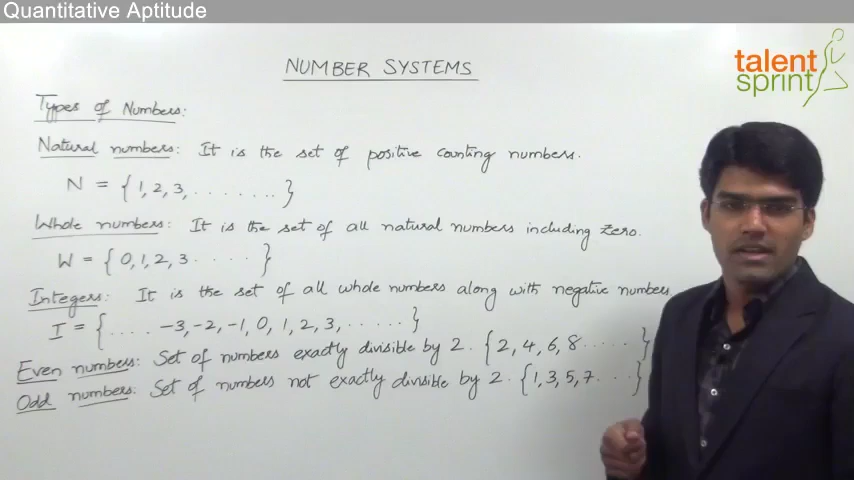 Quantitative Aptitude
talent
sprint
NUMBER SYSTEMS
Types of Numbers:
Natural numbers: It is the set of positive counting numbers.
N = {1, 2, 3, . . . . . . . . }
Whole numbers: It is the set of all natural numbers including zero.
W = {0, 1, 2, 3 . . . . . }
Integers: It is the set of all whole numbers along with negative numbers
I = { . . . . -3, -2, -1, 0, 1, 2, 3, . . . . . . }
Even numbers: Set of numbers exactly divisible by 2. {2, 4, 6, 8 . . . . . }
Odd numbers: Set of numbers not exactly divisible by 2. {1, 3, 5, 7 . . . }